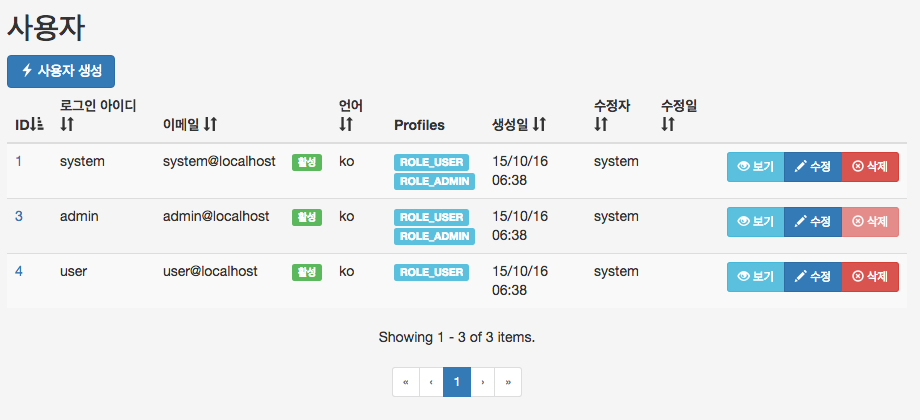 사용자
사용자 생성
ID 로그인 아이디 이메일 언어 Profiles 생성일 수정자 수정일
1 system system@localhost 활성 ko ROLE_USER 15/10/16 system 보기 수정 삭제
ROLE_ADMIN 06:38
3 admin admin@localhost 활성 ko ROLE_USER 15/10/16 system 보기 수정 삭제
ROLE_ADMIN 06:38
4 user user@localhost 활성 ko ROLE_USER 15/10/16 system 보기 수정 삭제
06:38
Showing 1 - 3 of 3 items.
« ‹ 1 › »